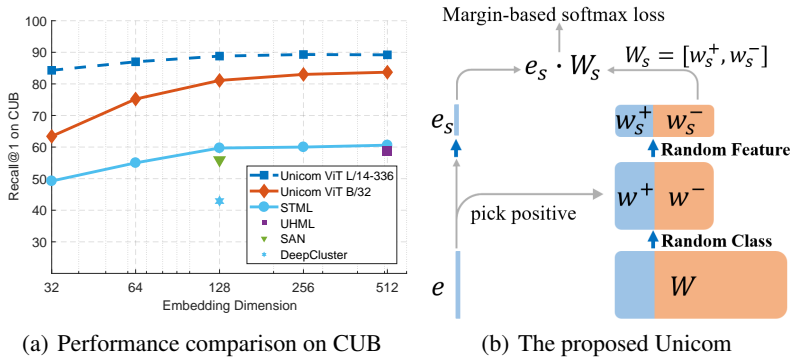 100
90
80
70
60
50
40
30
Recall@1 on CUB
Unicom ViT L/14-336
Unicom ViT B/32
STML
UHML
SAN
DeepCluster
32 64 128 256 512
Embedding Dimension
(a) Performance comparison on CUB
Margin-based softmax loss
e_s · W_s
W_s = [w_s^+, w_s^-]
e_s
w_s^+ w_s^-
Random Feature
w^+ w^-
pick positive
Random Class
e
W
(b) The proposed Unicom